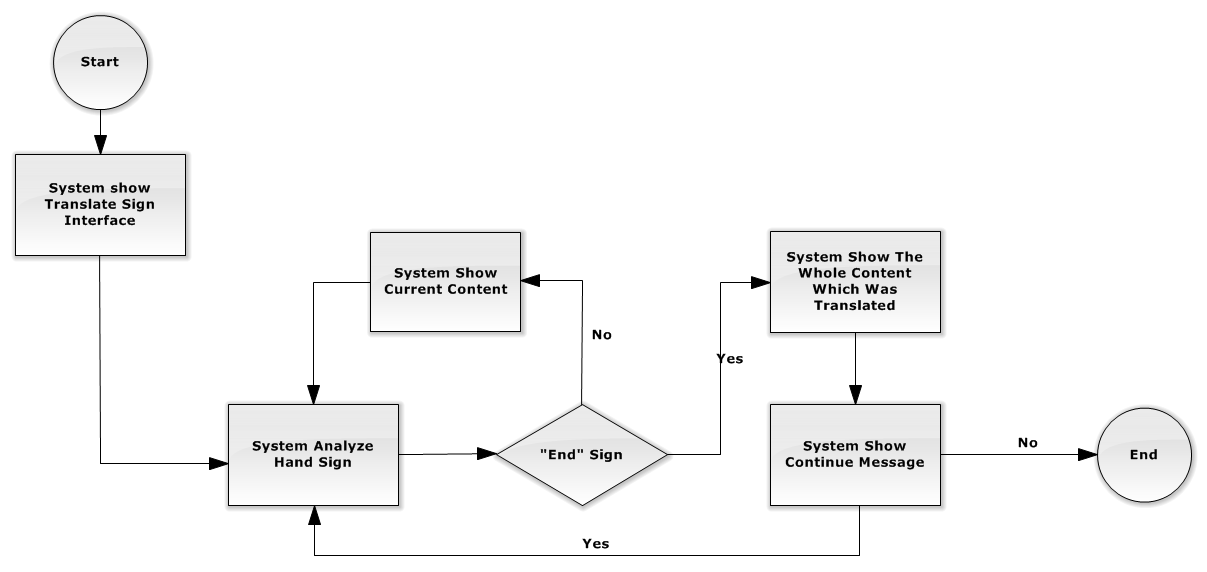 Start
System show
Translate Sign
Interface
System Show
Current Content
No
System Show The
Whole Content
Which Was
Translated
Yes
System Analyze
Hand Sign
"End" Sign
System Show
Continue Message
No
End
Yes